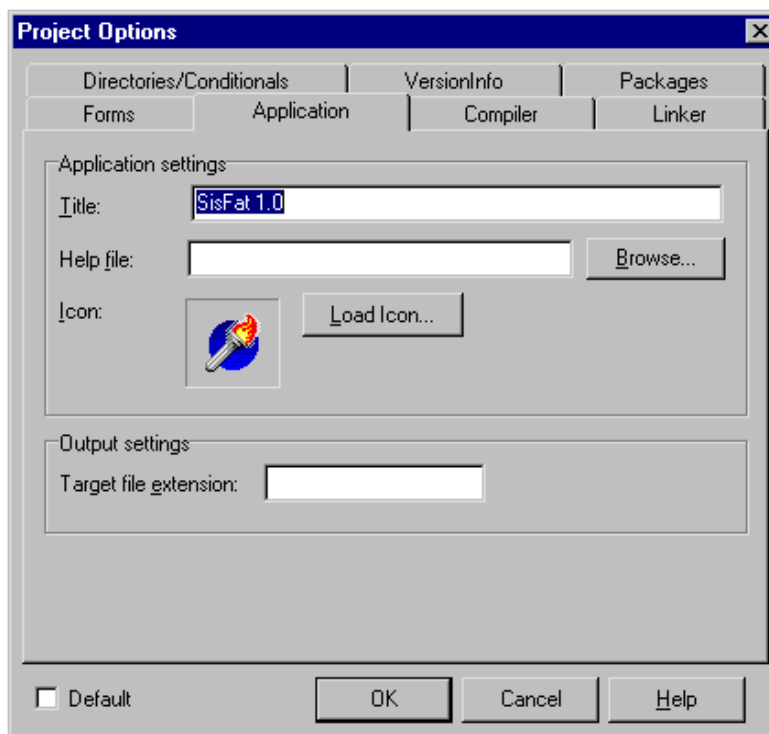 Project Options
Directories/Conditionals VersionInfo Packages
Forms Application Compiler Linker
Application settings
Title: SisFat 1.0
Help file: Browse...
Icon: Load Icon...
Output settings
Target file extension:
Default OK Cancel Help